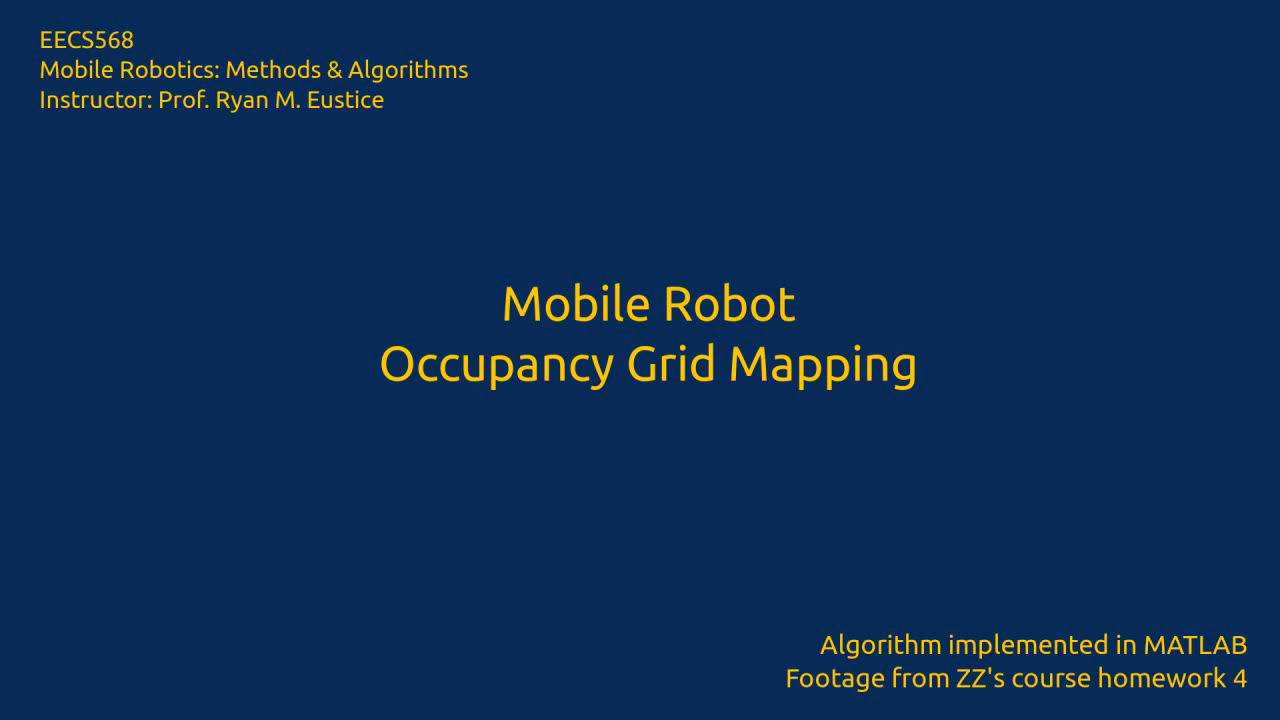 EECS568
Mobile Robotics: Methods & Algorithms
Instructor: Prof. Ryan M. Eustice
Mobile Robot
Occupancy Grid Mapping
Algorithm implemented in MATLAB
Footage from ZZ's course homework 4